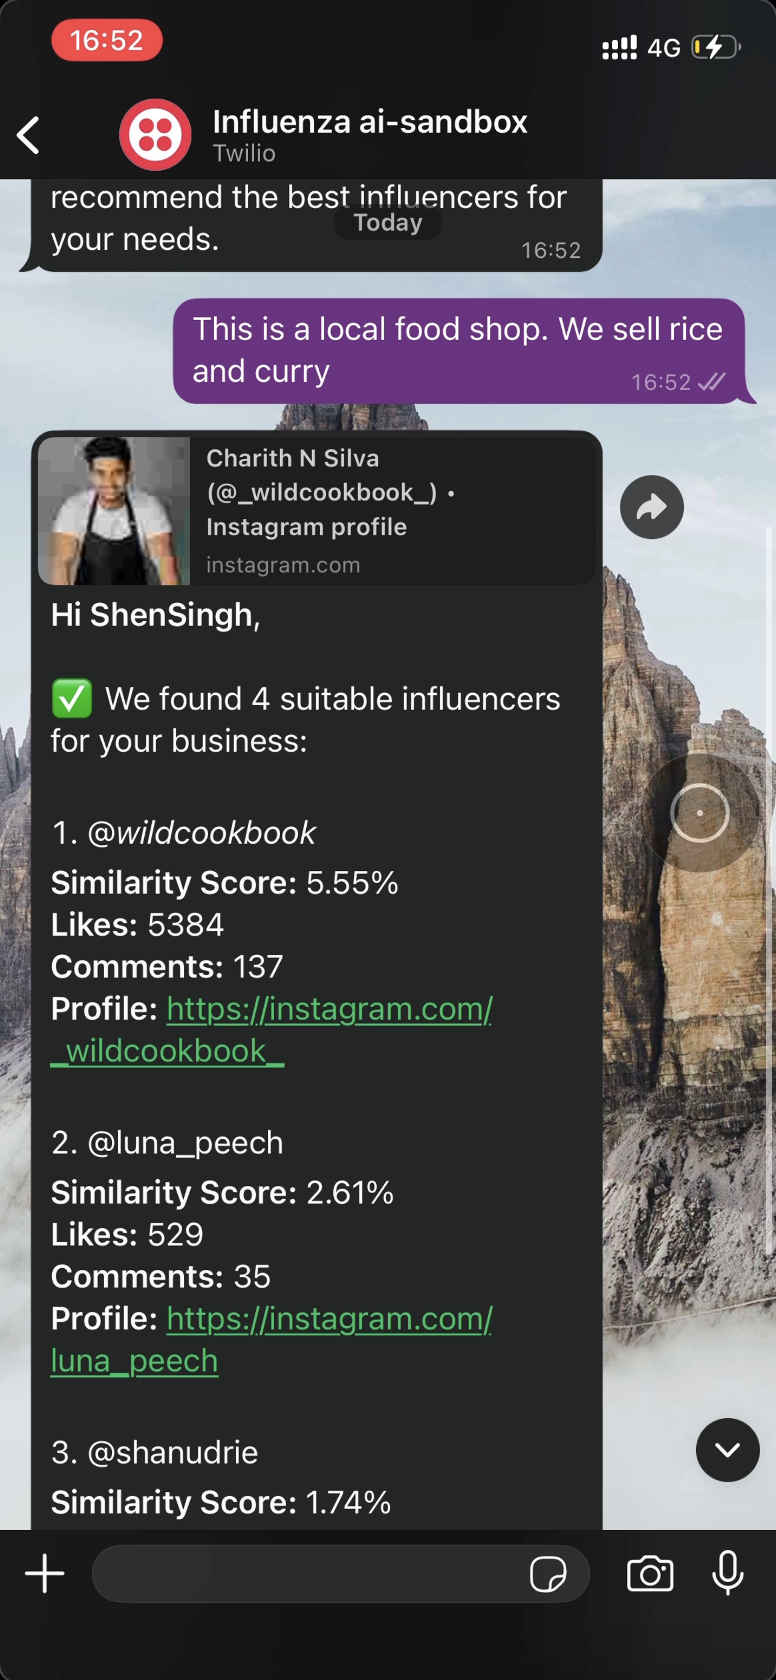 16:52
4G
Influenza ai-sandbox
Twilio
recommend the best influencers for
Today
your needs.
16:52
This is a local food shop. We sell rice
and curry
16:52
Charith N Silva
(@_wildcookbook_) •
Instagram profile
instagram.com
Hi ShenSingh,
✅ We found 4 suitable influencers
for your business:
1. @wildcookbook
Similarity Score: 5.55%
Likes: 5384
Comments: 137
Profile: https://instagram.com/
_wildcookbook_
2. @luna_peech
Similarity Score: 2.61%
Likes: 529
Comments: 35
Profile: https://instagram.com/
luna_peech
3. @shanudrie
Similarity Score: 1.74%